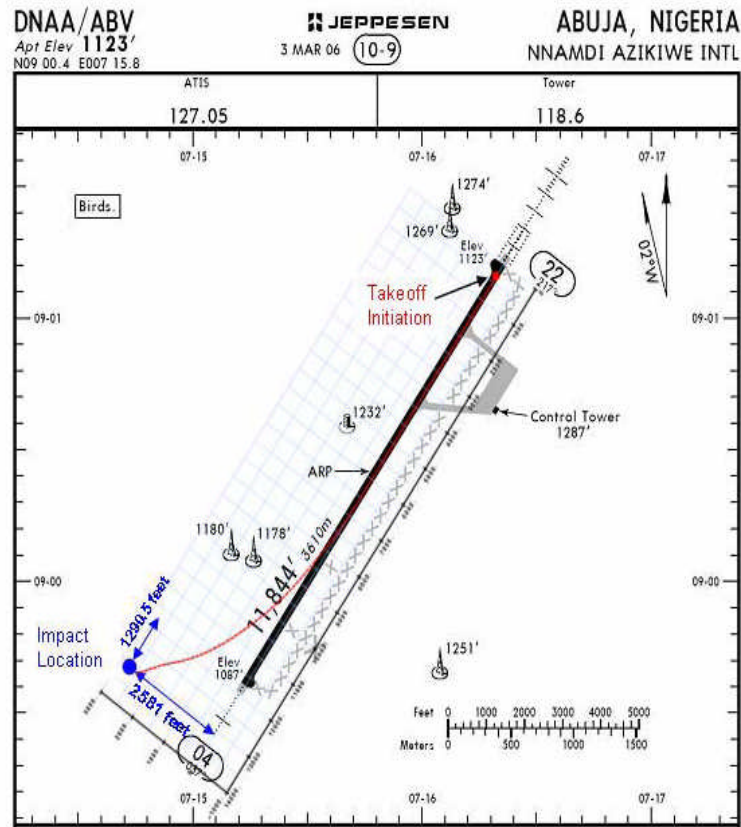 DNAA/ABV
Apt Elev 1123'
N09 00.4 E007 15.8
JEPPESEN
3 MAR 06 10-9
ABUJA, NIGERIA
NNAMDI AZIKIWE INTL
ATIS
127.05
Tower
118.6
07-15 07-16 07-17
Birds.
1274'
1269'
Elev
1123'
22
217°
02°W
Takeoff
Initiation
09-01 09-01
1232'
Control Tower
1287'
ARP
1180' 1178'
11,844' 3610m
09-00 09-00
1290.5 feet
Impact
Location
Elev
1087'
2581 feet
1251'
04
037°
Feet 0 1000 2000 3000 4000 5000
Meters 0 500 1000 1500
07-15 07-16 07-17